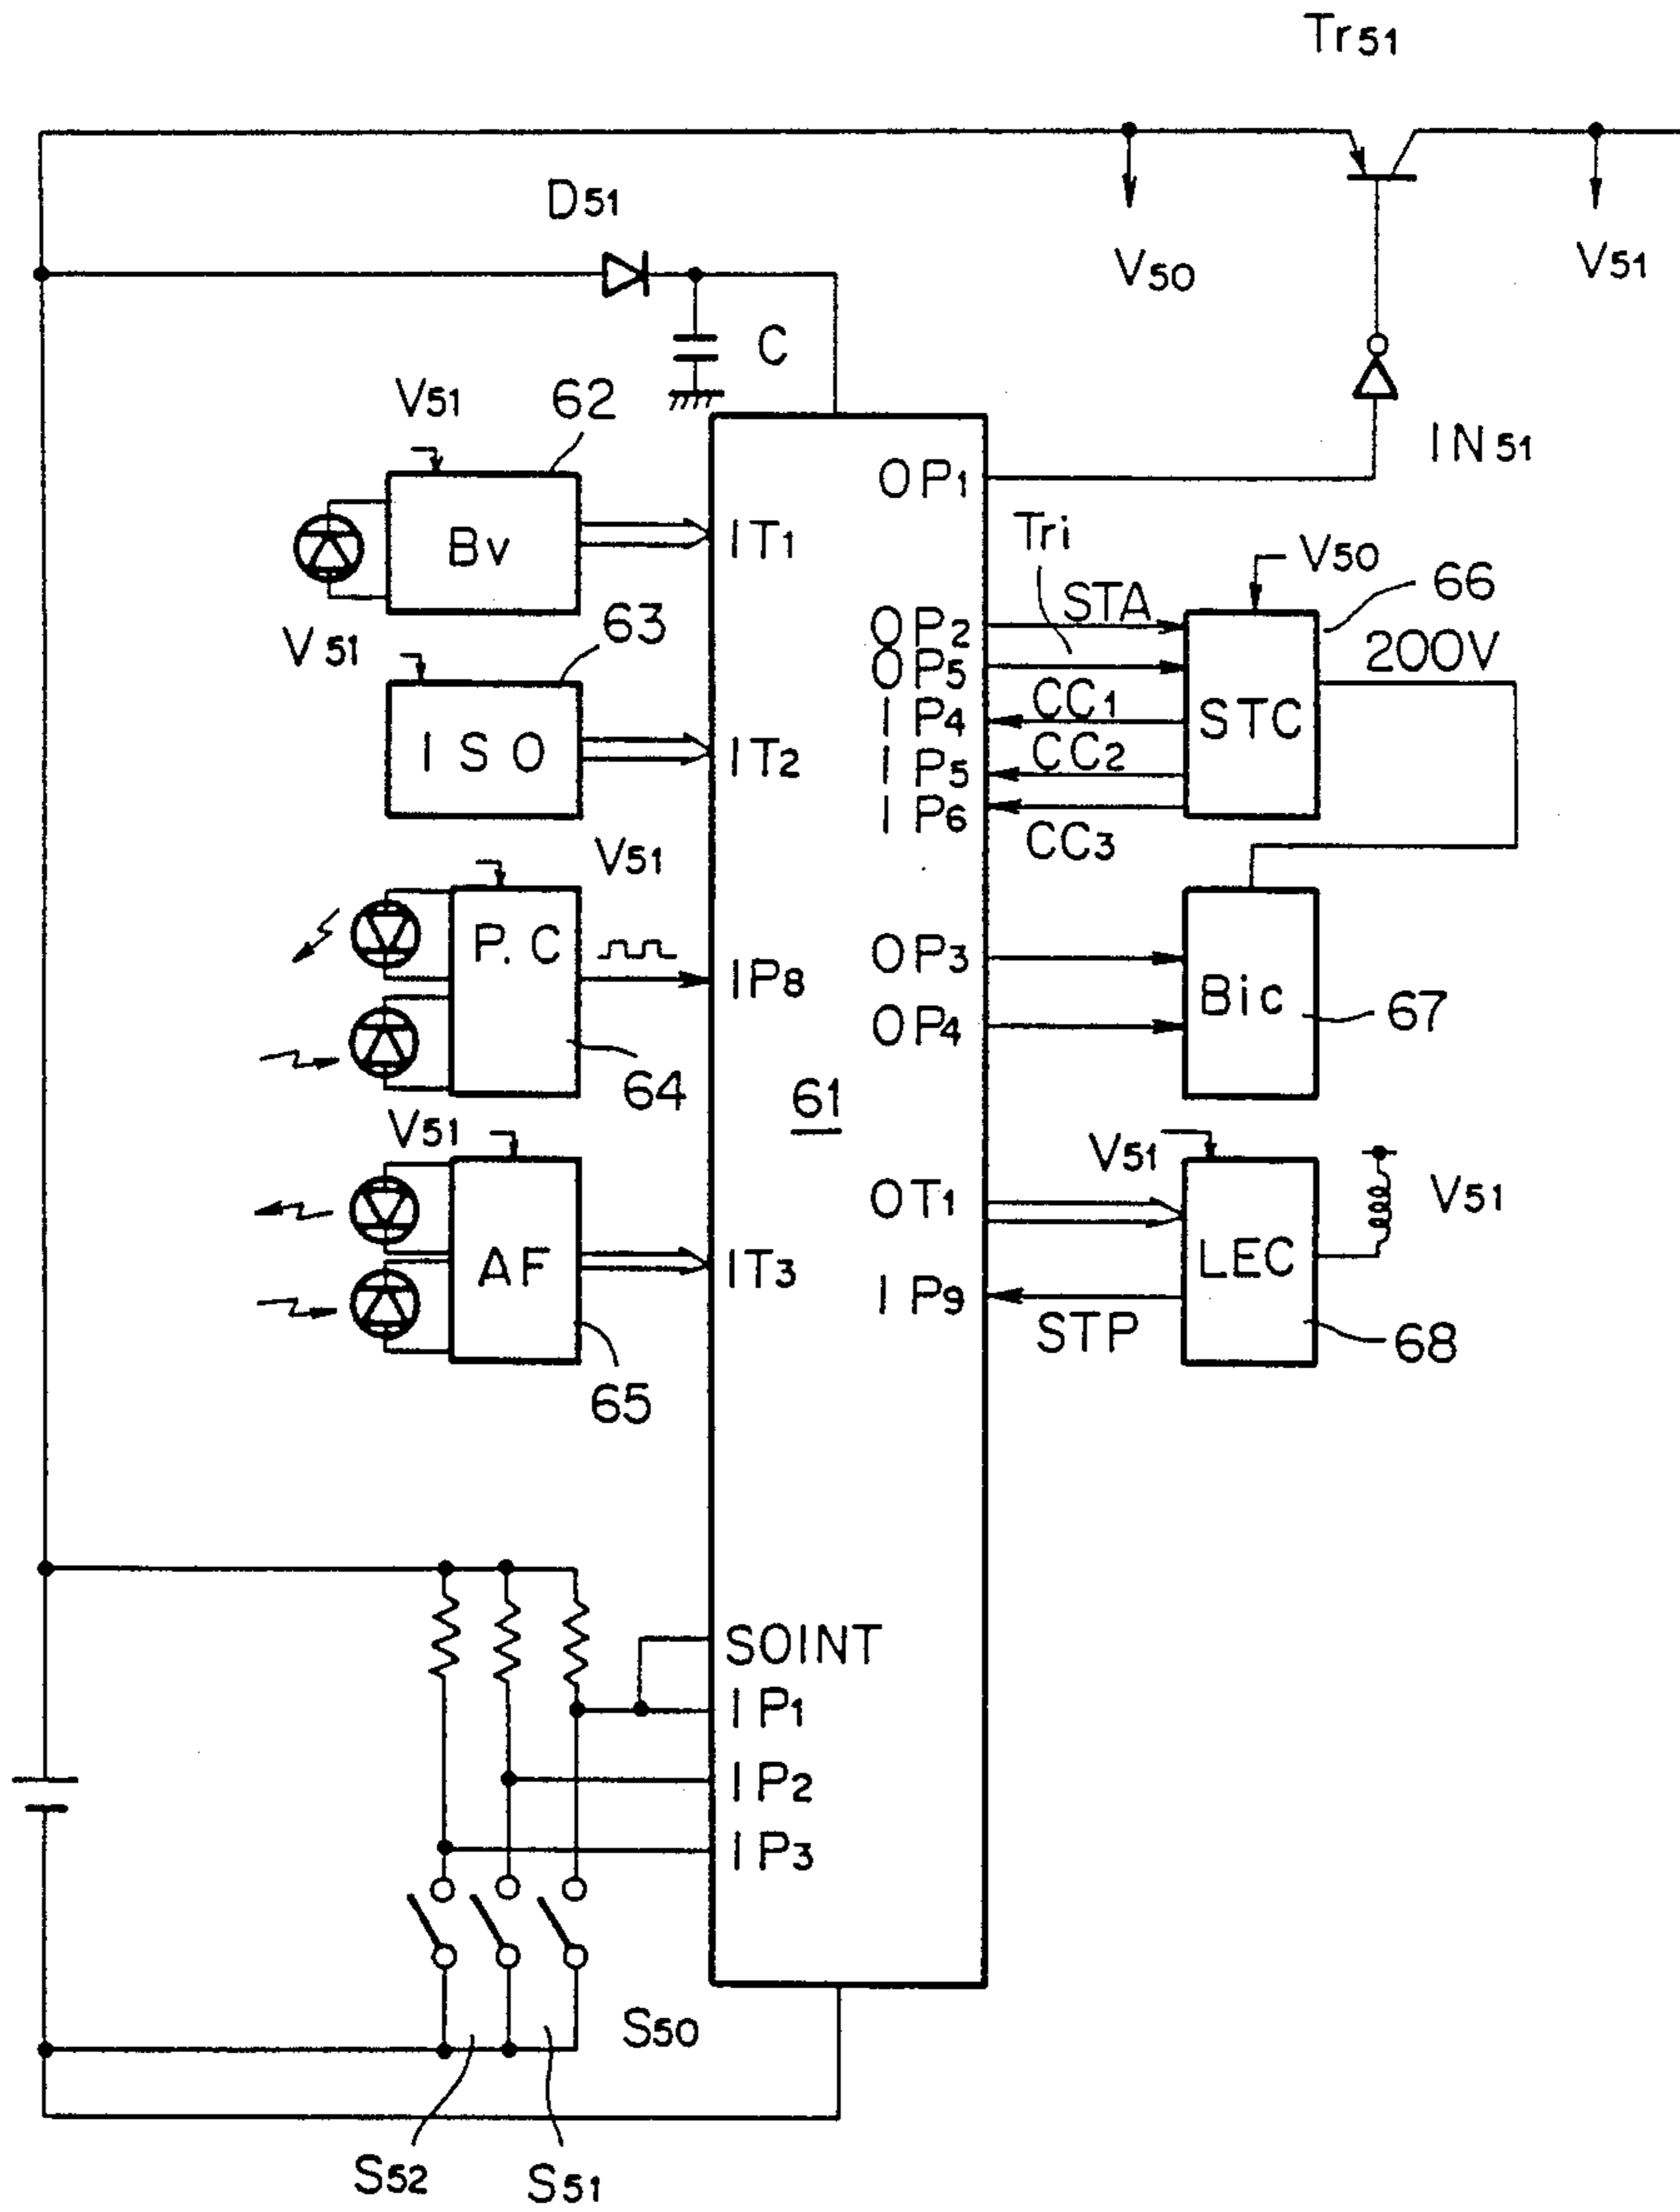 Tr51
D51
V50
V51
C
V51
62
IN51
Bv
IT1
OP1
Tri
V50
66
STA
OP2
200V
V51
63
OP5
CC1
IP4
STC
ISO
IT2
CC2
IP5
IP6
CC3
V51
P.C
IP8
OP3
Bic
OP4
67
64
61
V51
V51
OT1
V51
AF
IT3
LEC
IP9
STP
68
65
SOINT
IP1
IP2
IP3
S50
S52
S51